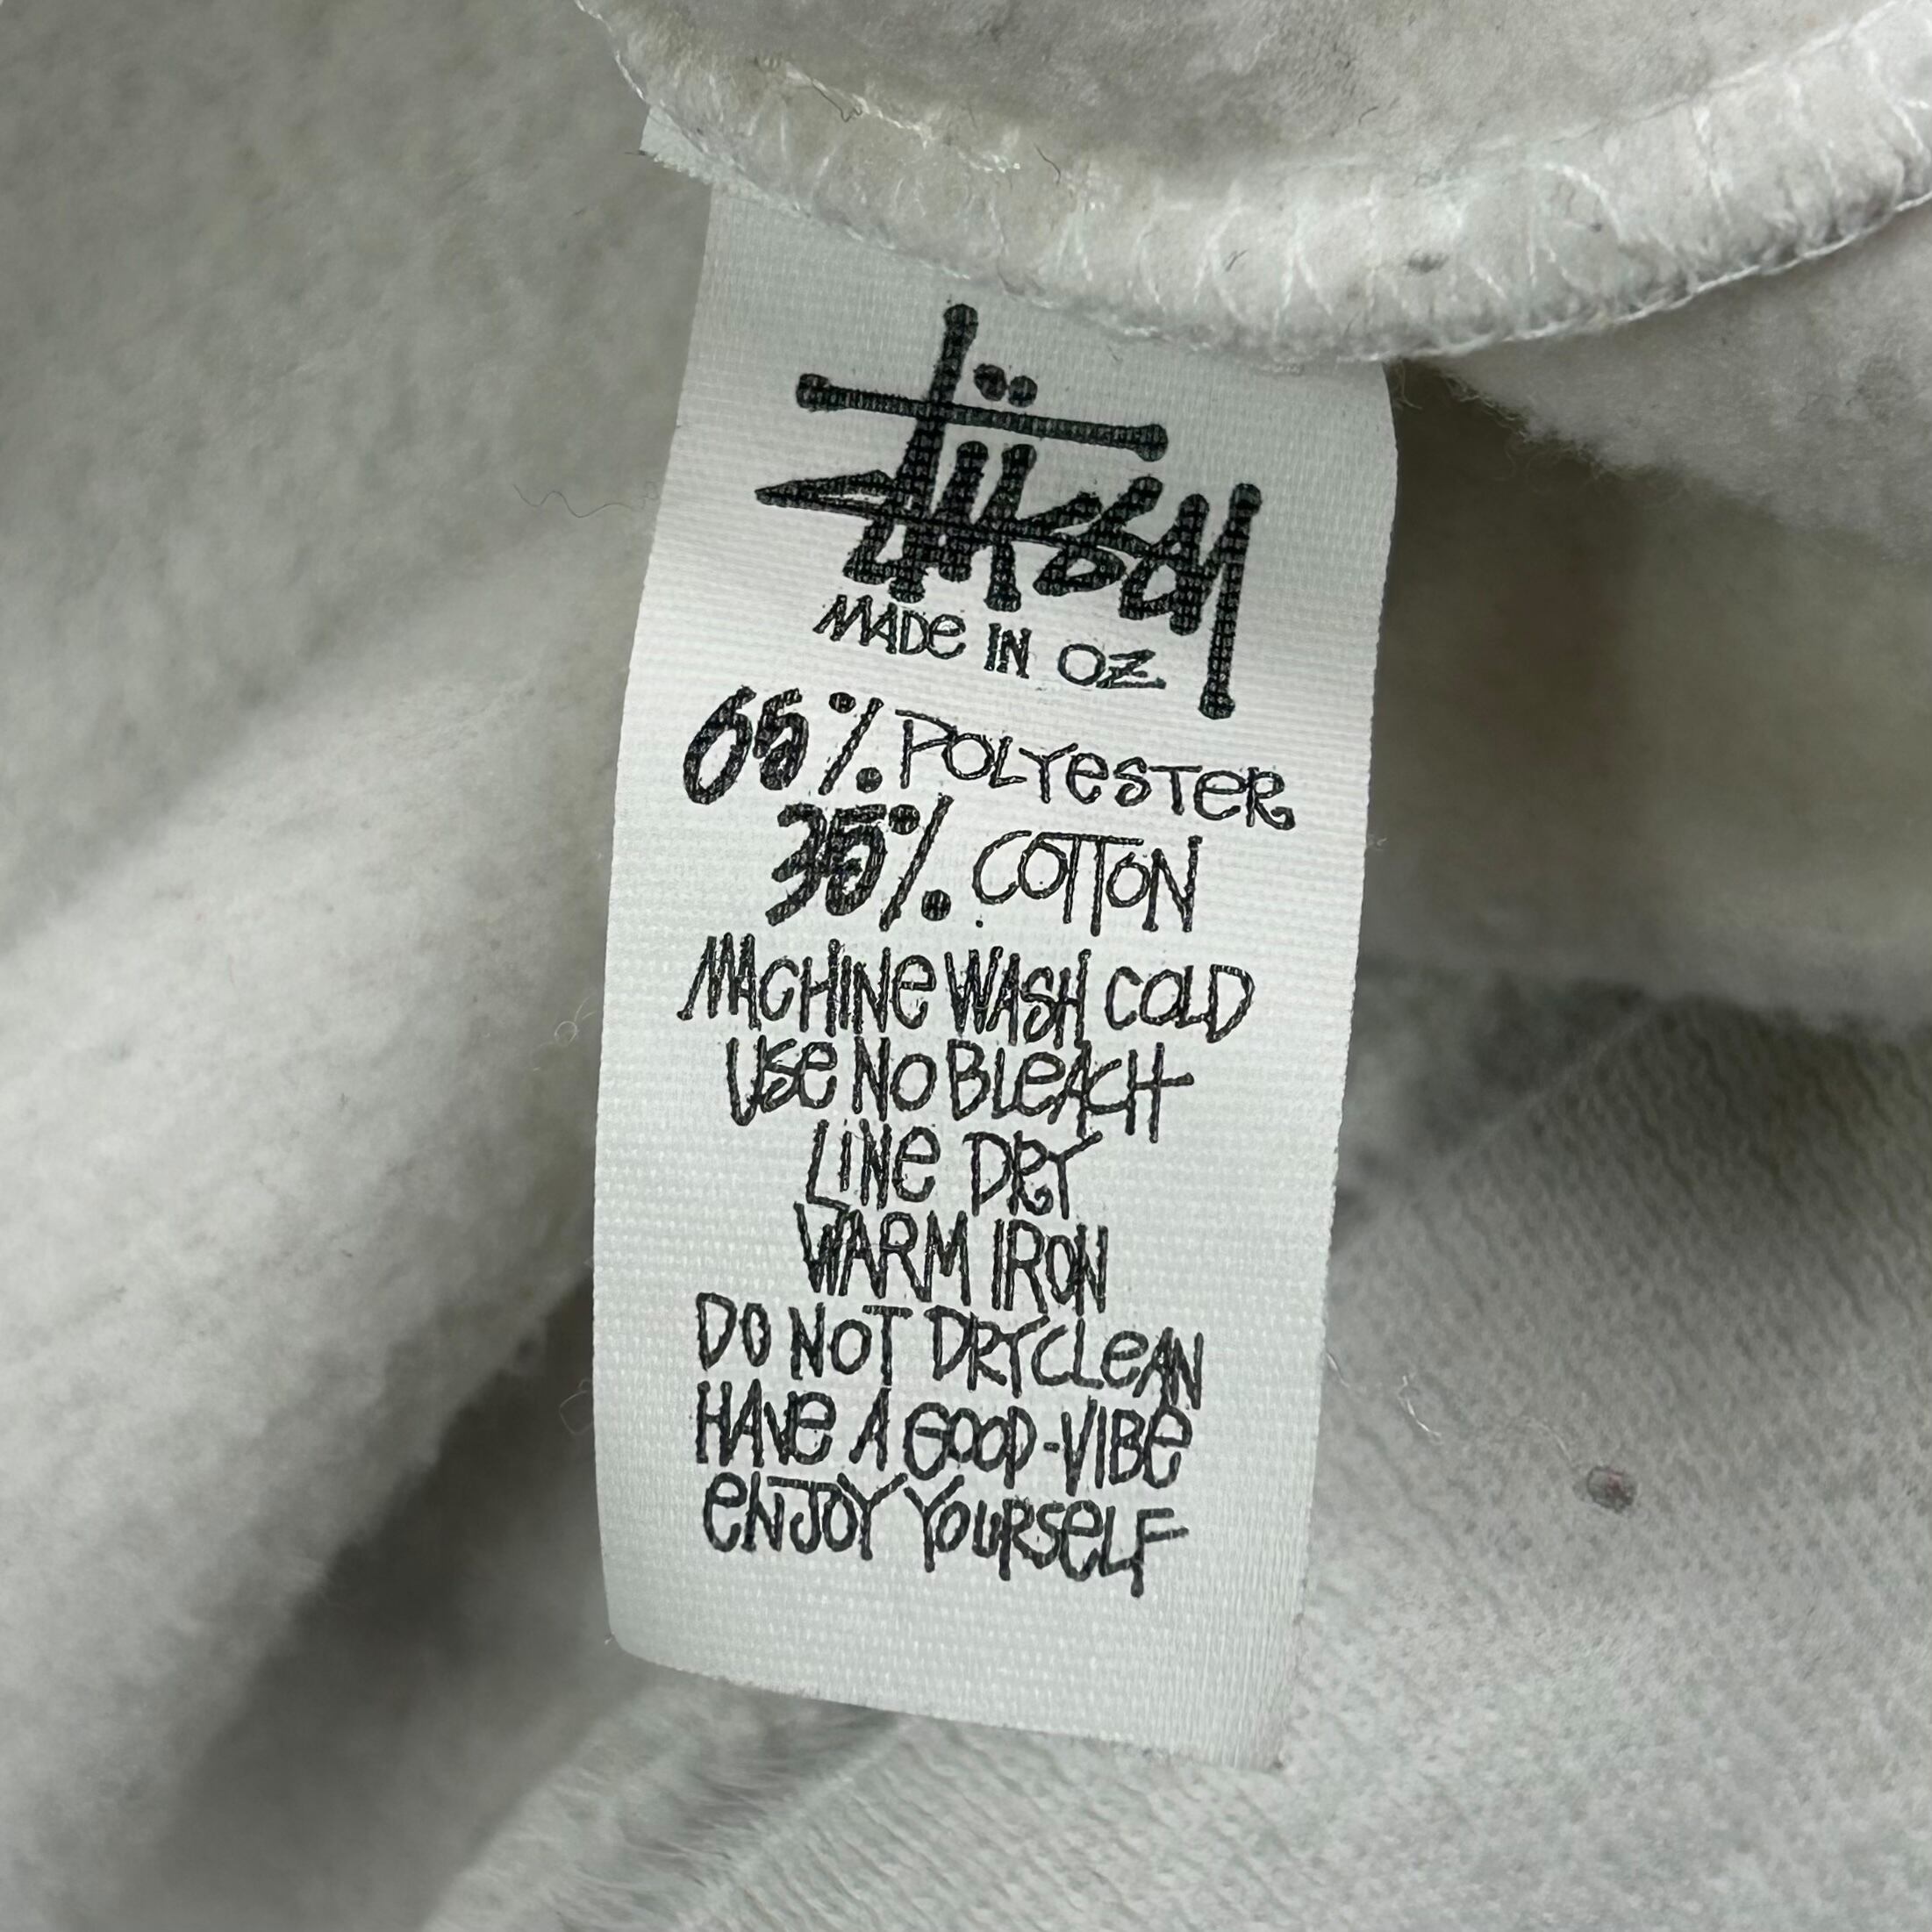 Stüssy
MADe IN OZ
65% POLYesTeR
35% COTTON
MACHINe WASH COLD
Use NO BLeACH
LINe DRY
WARM IRON
DO NOT DRYCLeAN
HAVe A GOOD-VIBe
eNJOY YOURSeLF